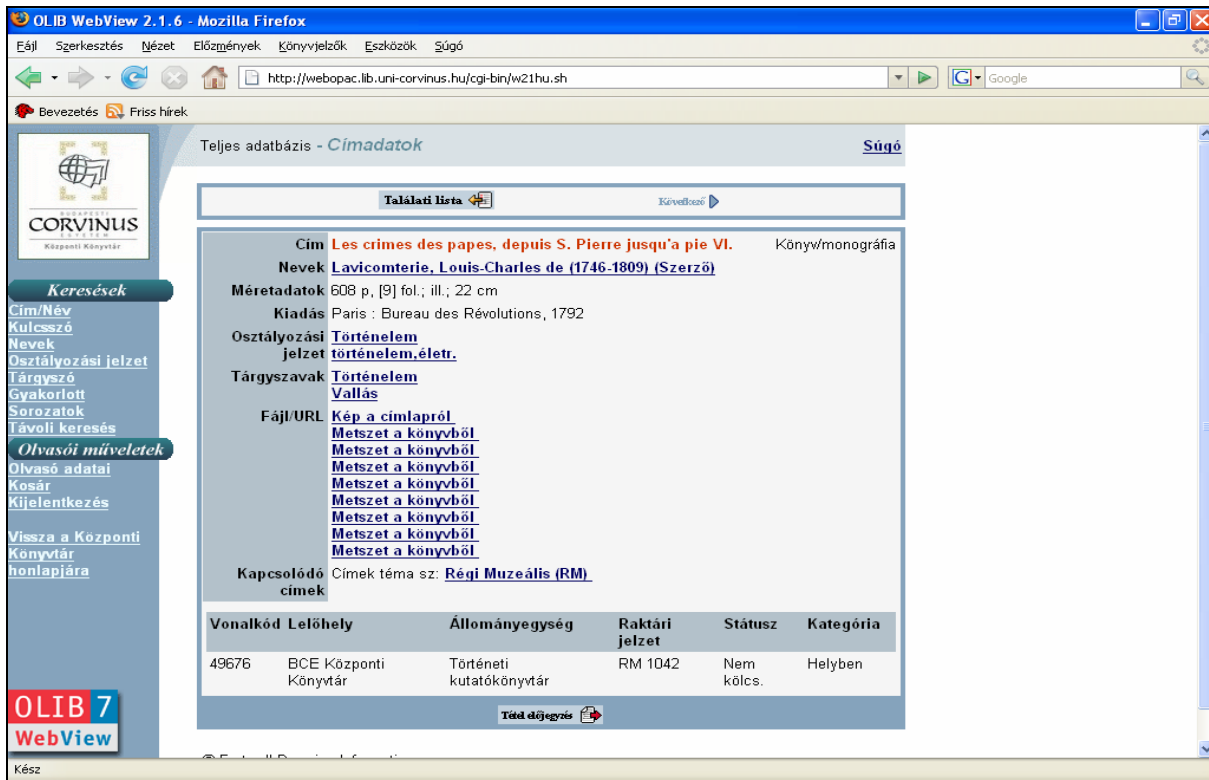 OLIB WebView 2.1.6 - Mozilla Firefox
Fájl Szerkesztés Nézet Előzmények Könyvjelzők Eszközök Súgó
http://webopac.lib.uni-corvinus.hu/cgi-bin/w21hu.sh
G Google
Bevezetés Friss hírek
BUDAPESTI
CORVINUS
EGYETEM
Központi Könyvtár
Teljes adatbázis - Címadatok Súgó
Találati lista Következő
Cím Les crimes des papes, depuis S. Pierre jusqu'a pie VI. Könyv/monográfia
Nevek Lavicomterie, Louis-Charles de (1746-1809) (Szerző)
Méretadatok 608 p, [9] fol.; ill.; 22 cm
Kiadás Paris : Bureau des Révolutions, 1792
Osztályozási jelzet Történelem
történelem,életr.
Tárgyszavak Történelem
Vallás
Fájl/URL Kép a címlapról
Metszet a könyvből
Metszet a könyvből
Metszet a könyvből
Metszet a könyvből
Metszet a könyvből
Metszet a könyvből
Metszet a könyvből
Metszet a könyvből
Kapcsolódó címek Címek téma sz: Régi Muzeális (RM)
Vonalkód Lelőhely Állományegység Raktári jelzet Státusz Kategória
49676 BCE Központi Könyvtár Történeti kutatókönyvtár RM 1042 Nem kölcs. Helyben
Tétel előjegyzés
Keresések
Cím/Név
Kulcsszó
Nevek
Osztályozási jelzet
Tárgyszó
Gyakorlott
Sorozatok
Távoli keresés
Olvasói műveletek
Olvasó adatai
Kosár
Kijelentkezés
Vissza a Központi
Könyvtár
honlapjára
OLIB 7
WebView
Kész